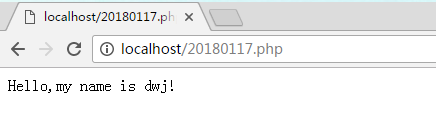 localhost/20180117.ph
localhost/20180117.php
Hello,my name is dwj!